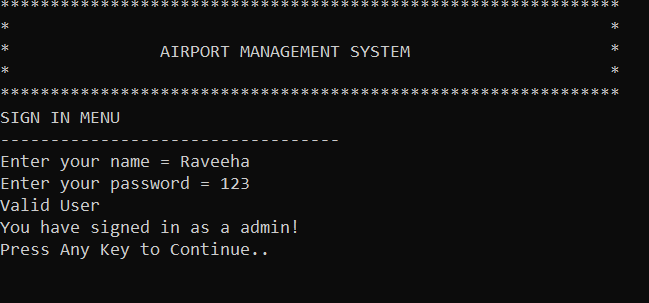 **************************************************************
*                                                            *
*               AIRPORT MANAGEMENT SYSTEM                    *
*                                                            *
**************************************************************
SIGN IN MENU
----------------------------------
Enter your name = Raveeha
Enter your password = 123
Valid User
You have signed in as a admin!
Press Any Key to Continue..